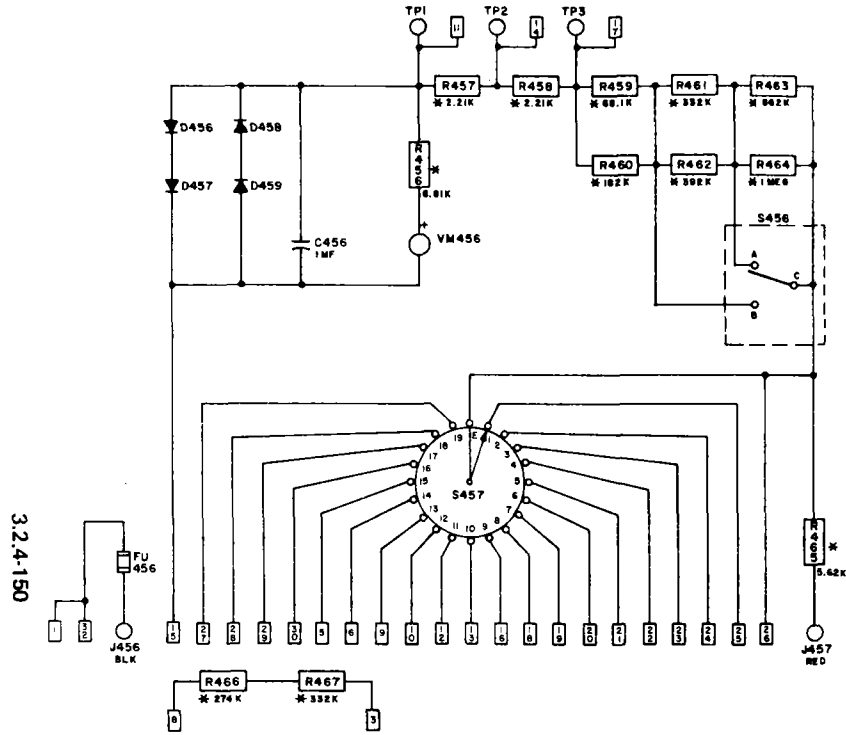 TP1 TP2 TP3
11 14 17
R457 R458 R459 R461 R463
* 2.21K * 2.21K * 68.1K * 332K * 662K
D456 D458
R456 *
6.81K
R460 R462 R464
* 182K * 392K * 1MEG
D457 D459
C456
1MF
+
VM456
S456
A
C
B
19 E 1
18 2
17 3
16 4
15 5
14 6
13 7
12 8
11 10 9
S457
3.2.4-150
FU
456
R465 *
5.62K
1 32 15 27 28 29 30 5 6 9 10 12 13 16 18 19 20 21 22 23 24 25 26
J456
BLK
J457
RED
R466 R467
* 274K * 332K
8 3